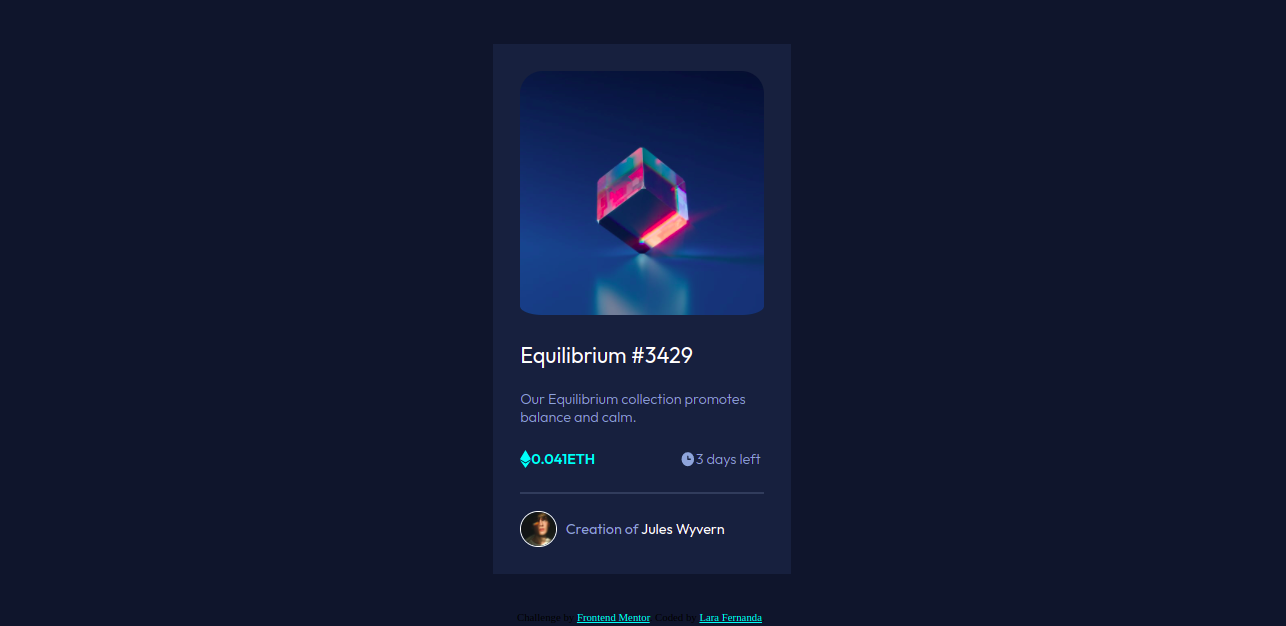 Equilibrium #3429
Our Equilibrium collection promotes
balance and calm.
0.041ETH 3 days left
Creation of Jules Wyvern
Challenge by Frontend Mentor. Coded by Lara Fernanda